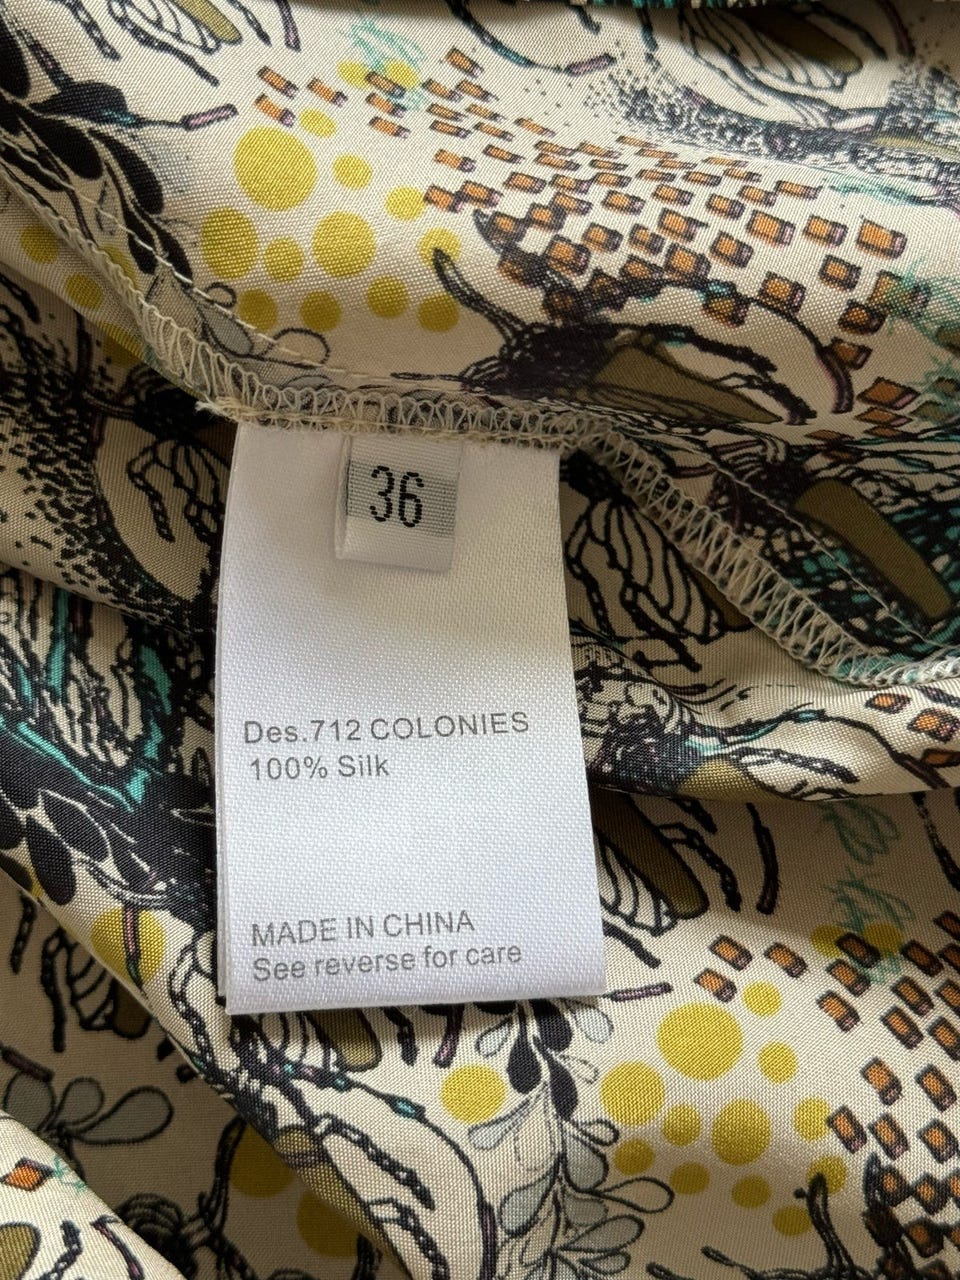 36
Des.712 COLONIES
100% Silk
MADE IN CHINA
See reverse for care